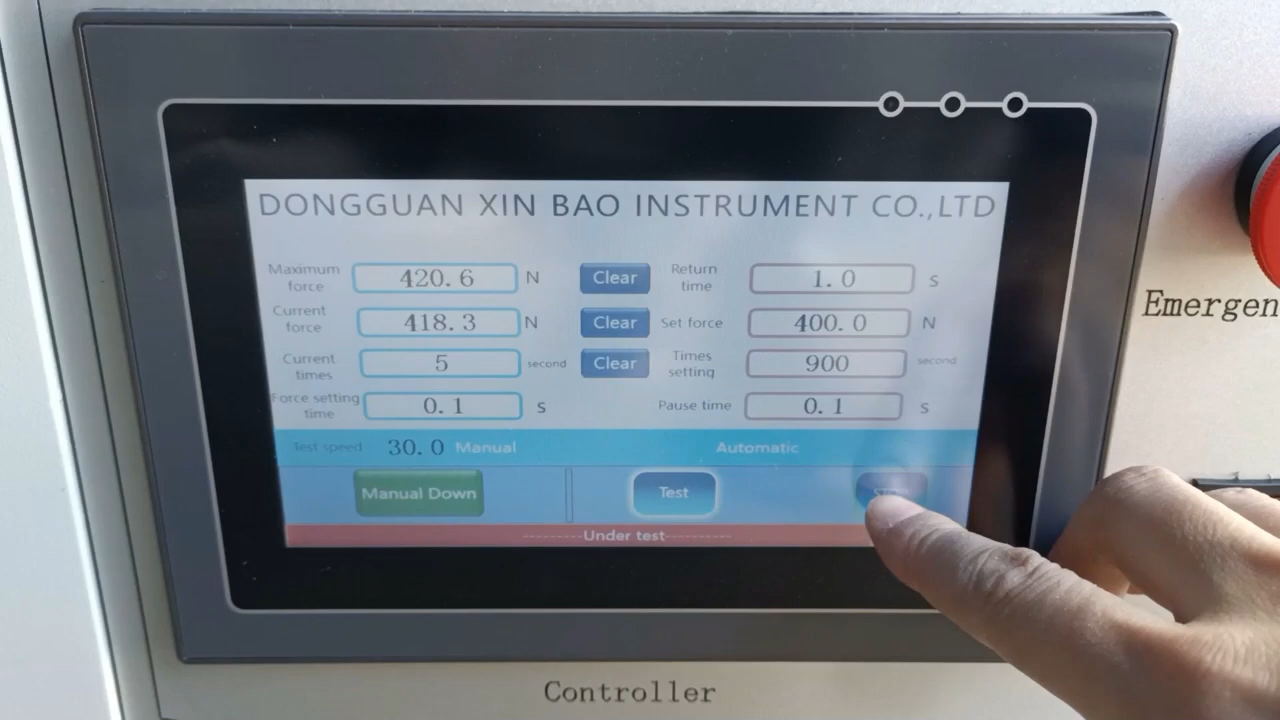 DONGGUAN XIN BAO INSTRUMENT CO.,LTD
Maximum force 420.6 N Clear Return time 1.0 S
Current force 418.3 N Clear Set force 400.0 N
Current times 5 second Clear Times setting 900 second
Force setting time 0.1 S Pause time 0.1 S
Test speed 30.0 Manual Automatic
Manual Down Test
---------Under test----------
Emergen
Controller